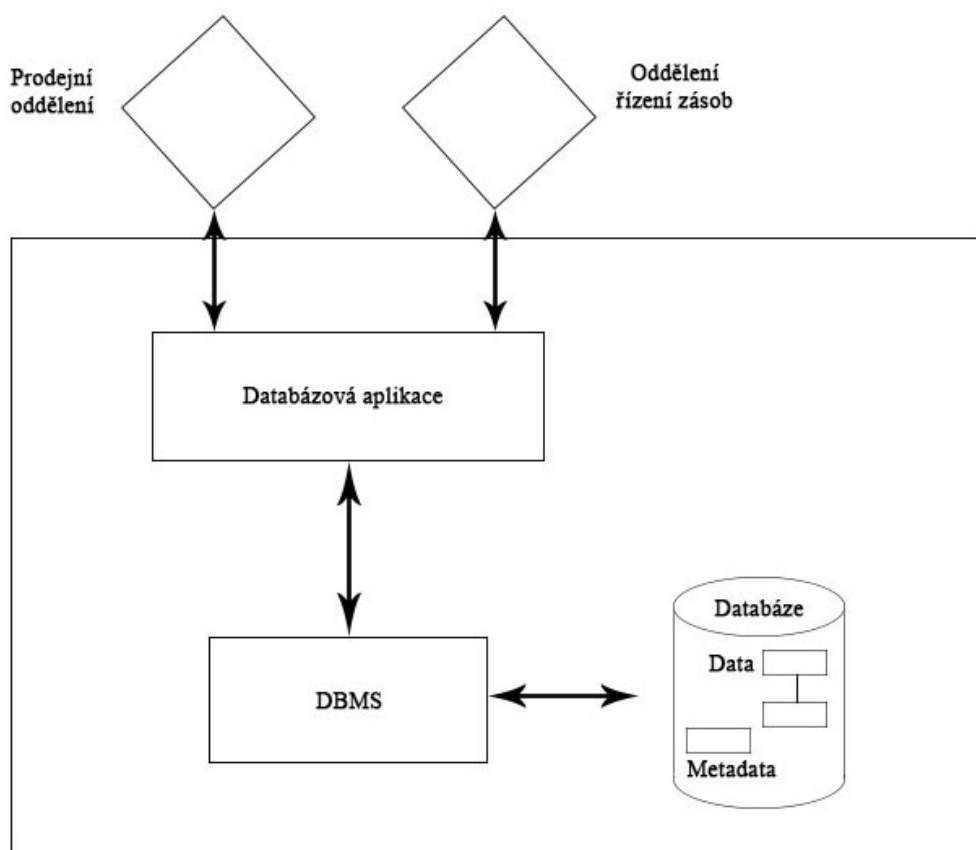 Prodejní
oddělení
Oddělení
řízení zásob
Databázová aplikace
Databáze
Data
DBMS
Metadata